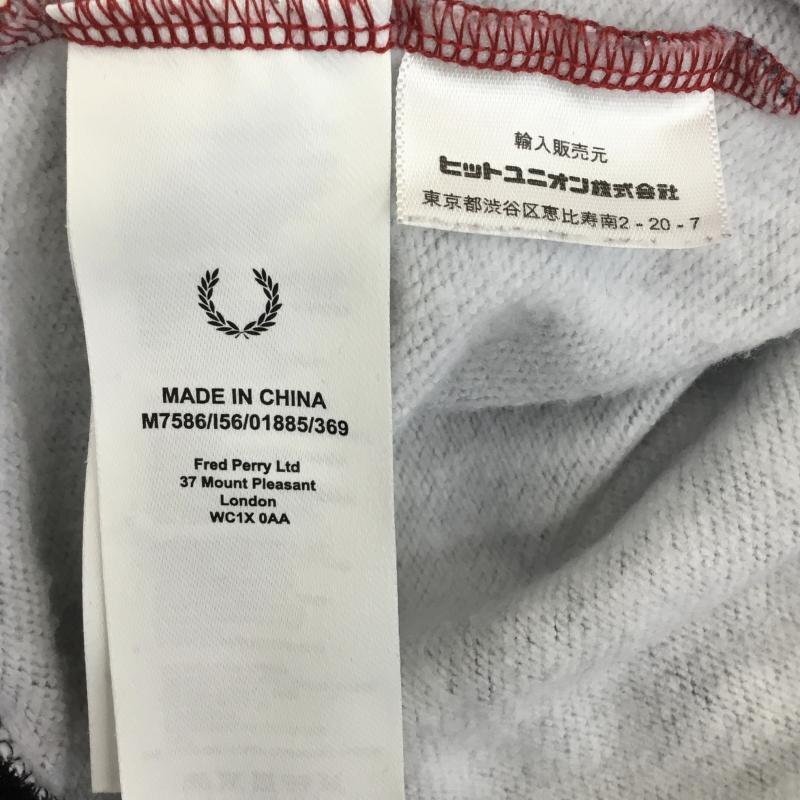 MADE IN CHINA
M7586/I56/01885/369
Fred Perry Ltd
37 Mount Pleasant
London
WC1X 0AA
輸入販売元
ヒットユニオン株式会社
東京都渋谷区恵比寿南2-20-7